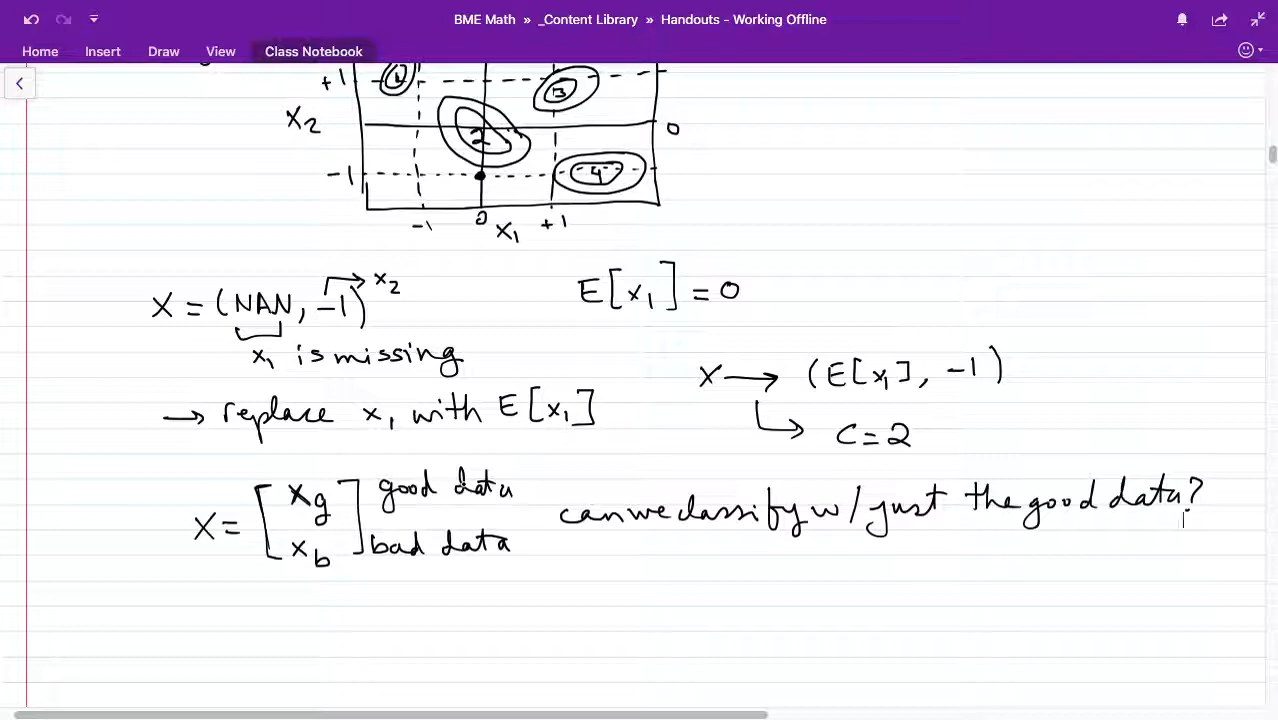 BME Math » _Content Library » Handouts - Working Offline
Home Insert Draw View Class Notebook
+1 1 3
x2 2 0
-1 4
-1 0 x1 +1
X = (NAN, -1) x2
E[x1] = 0
x1 is missing
x → (E[x1], -1)
→ replace x1 with E[x1]
C = 2
X = [xg xb]
good data
bad data
can we classify w/ just the good data?